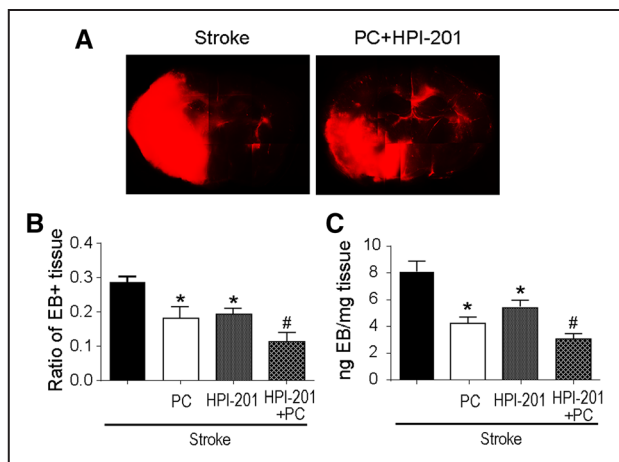 A
Stroke
PC+HPI-201
B
Ratio of EB+ tissue
0.4
0.3
0.2
0.1
0.0
*
*
#
PC
HPI-201
HPI-201
+PC
Stroke
C
ng EB/mg tissue
10
8
6
4
2
0
*
*
#
PC
HPI-201
HPI-201
+PC
Stroke